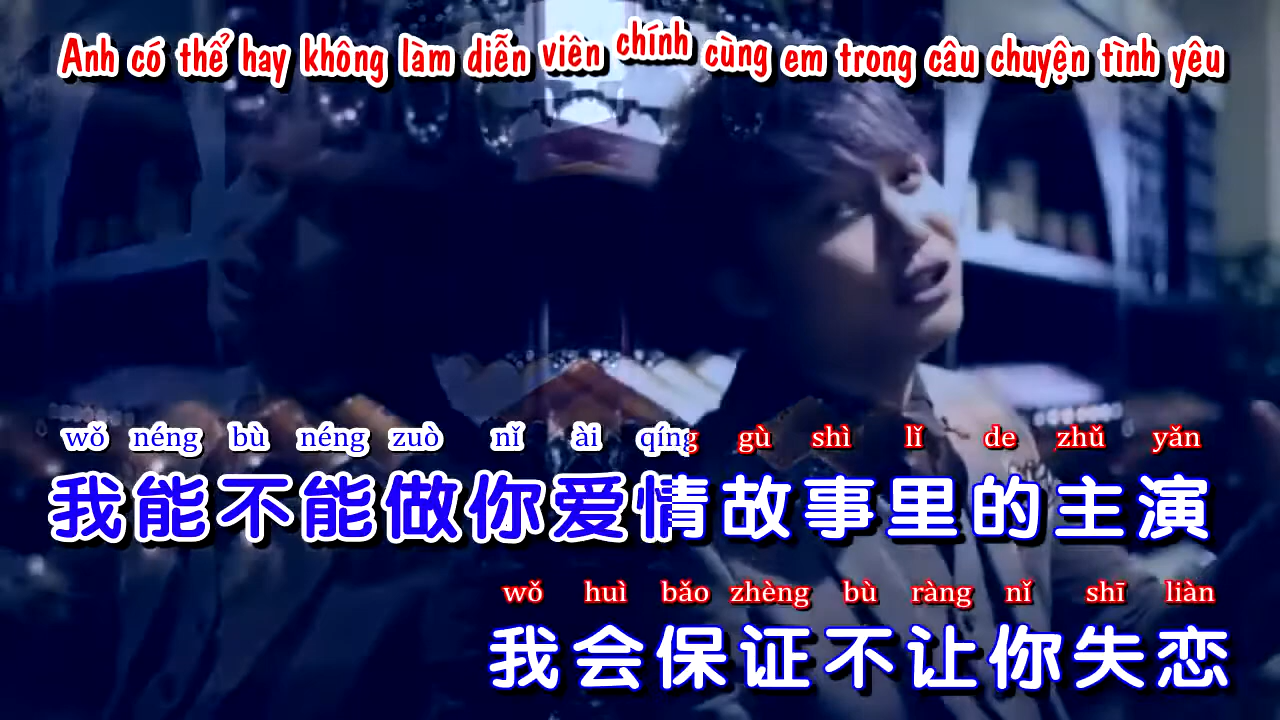 Anh có thể hay không làm diễn viên chính cùng em trong câu chuyện tình yêu
wǒ néng bù néng zuò nǐ ài qíng gù shì lǐ de zhǔ yǎn
我能不能做你爱情故事里的主演
wǒ huì bǎo zhèng bù ràng nǐ shī liàn
我会保证不让你失恋